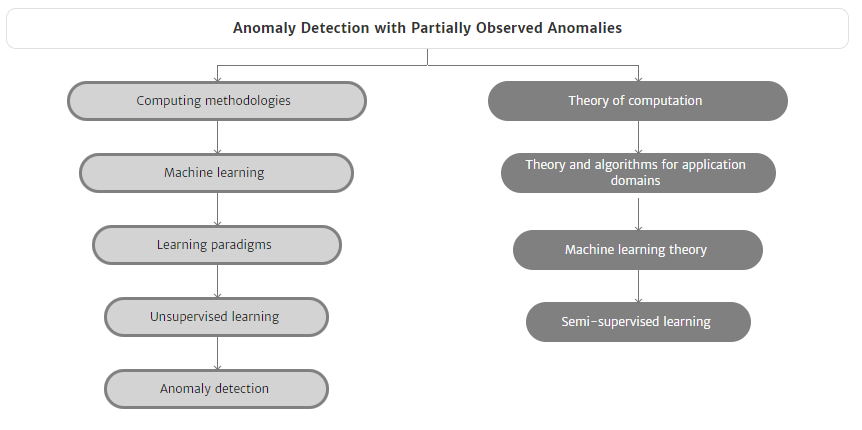 Anomaly Detection with Partially Observed Anomalies
Computing methodologies
Machine learning
Learning paradigms
Unsupervised learning
Anomaly detection
Theory of computation
Theory and algorithms for application
domains
Machine learning theory
Semi-supervised learning